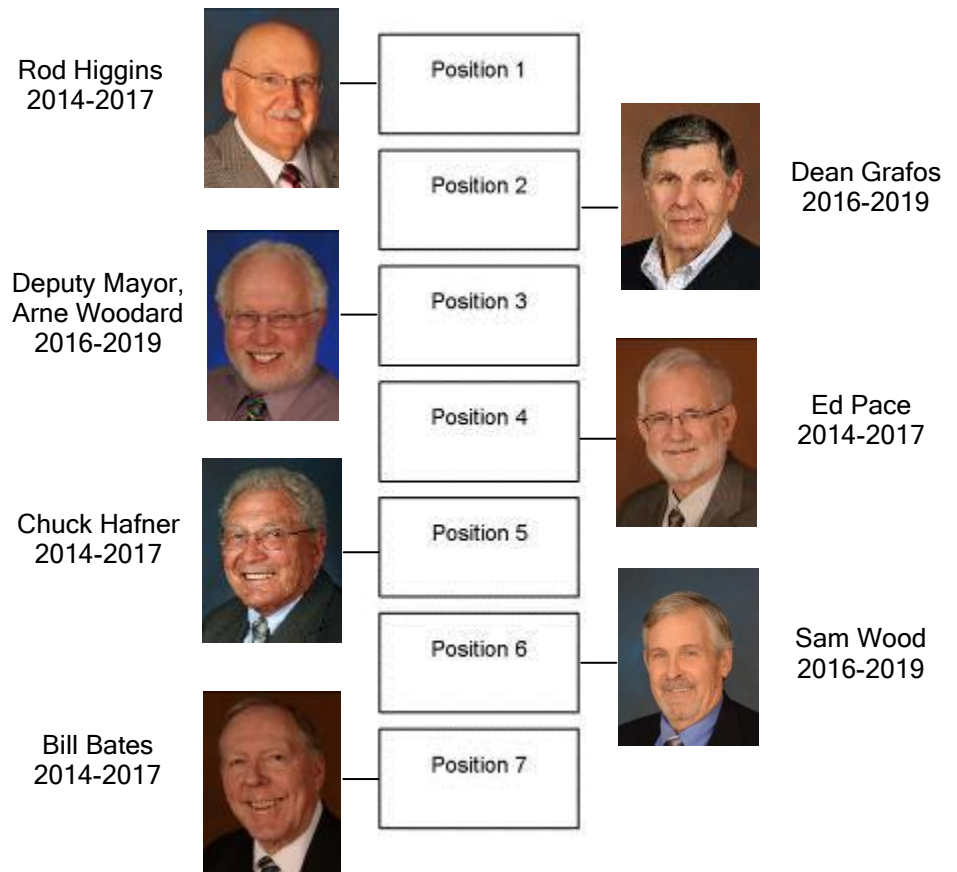 Rod Higgins
2014-2017
Position 1
Position 2
Dean Grafos
2016-2019
Deputy Mayor,
Arne Woodard
2016-2019
Position 3
Position 4
Ed Pace
2014-2017
Chuck Hafner
2014-2017
Position 5
Position 6
Sam Wood
2016-2019
Bill Bates
2014-2017
Position 7